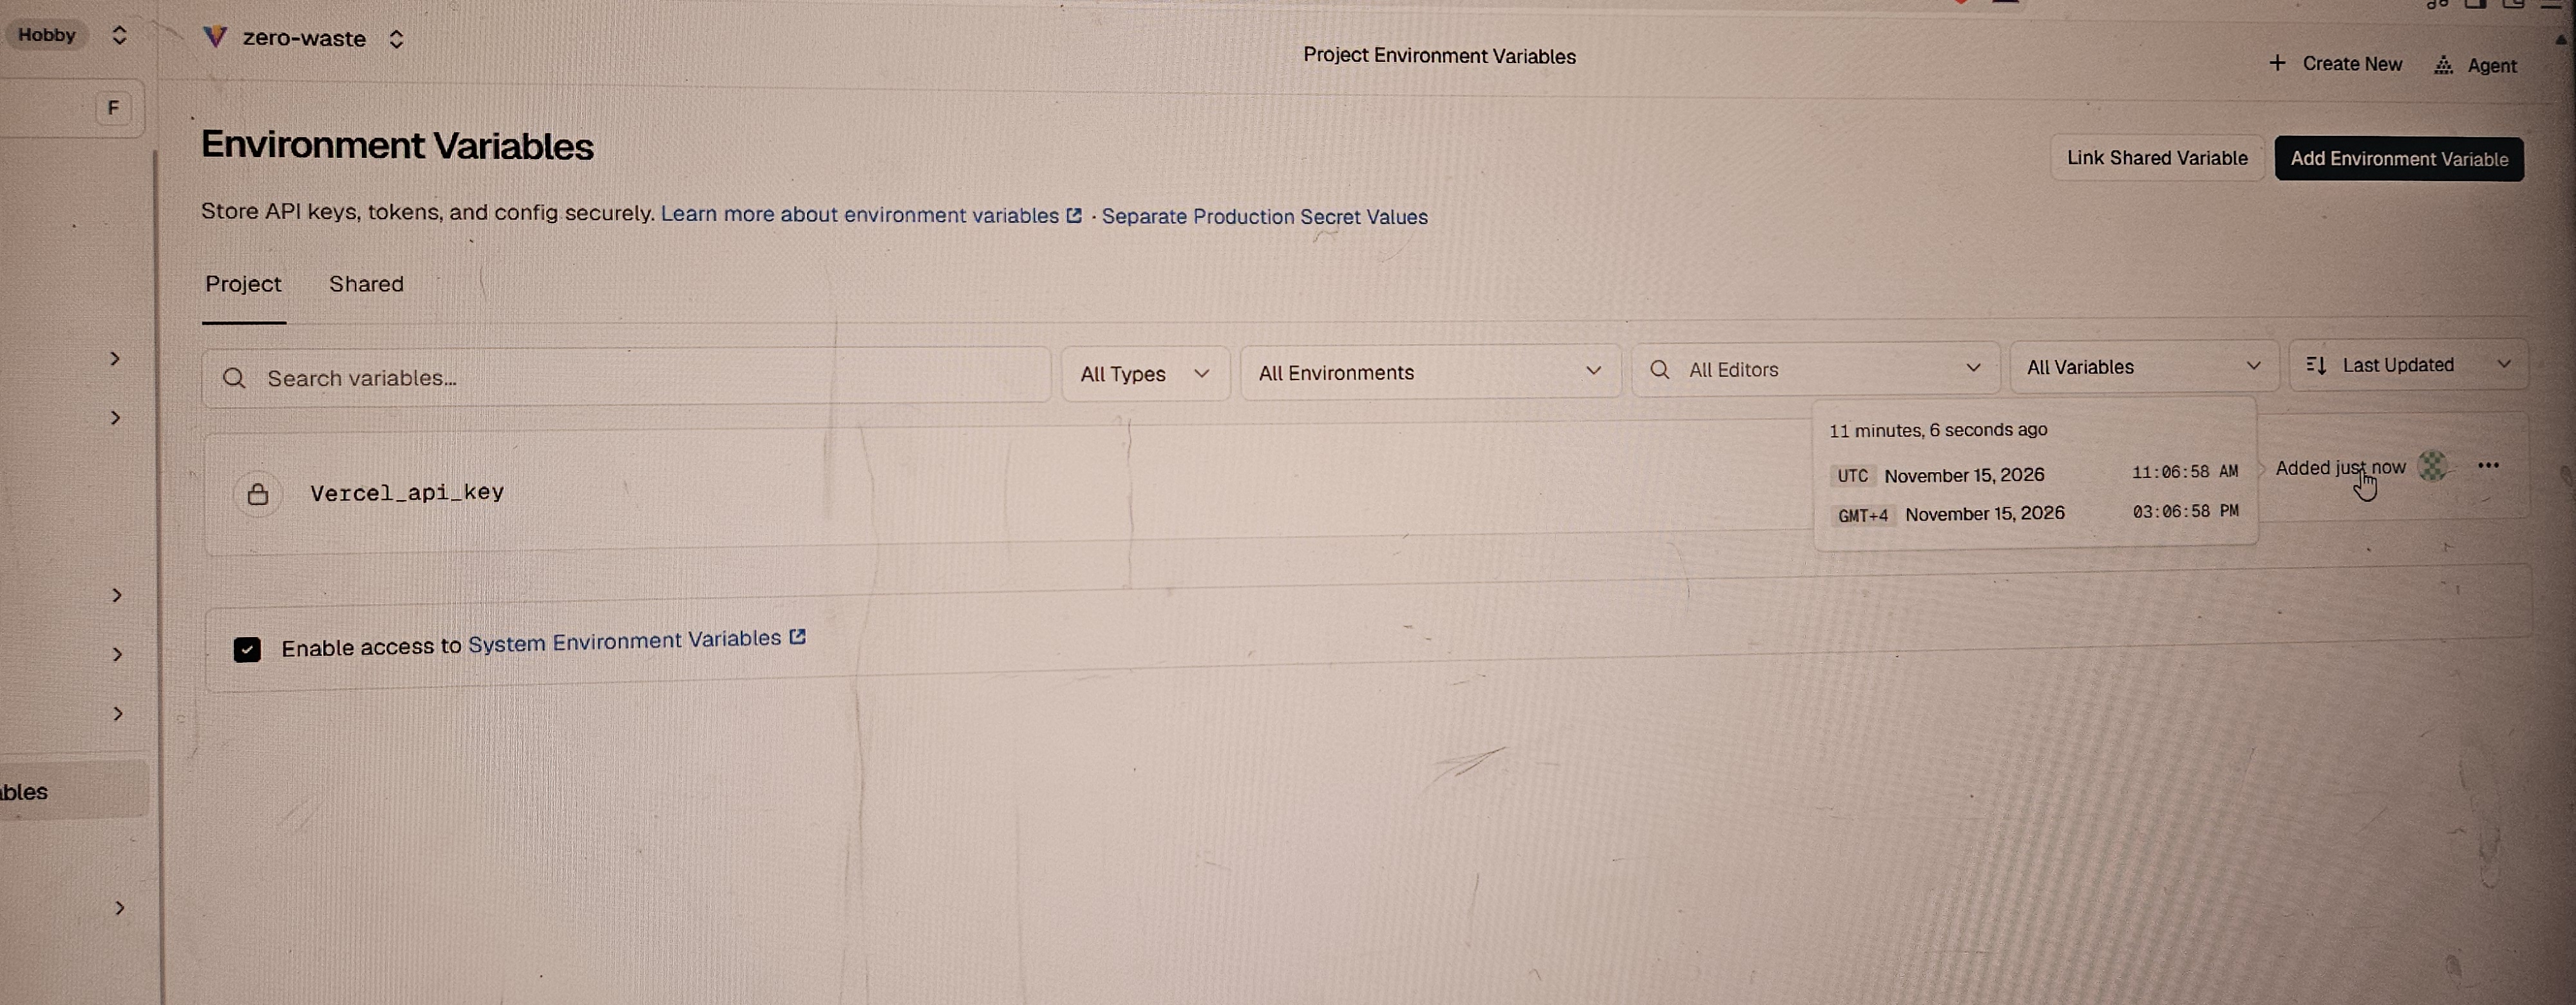 Hobby
zero-waste
Project Environment Variables
Create New
Agent
F
Environment Variables
Link Shared Variable
Add Environment Variable
Store API keys, tokens, and config securely. Learn more about environment variables · Separate Production Secret Values
Project
Shared
Search variables...
All Types
All Environments
All Editors
All Variables
Last Updated
11 minutes, 6 seconds ago
UTC November 15, 2026 11:06:58 AM
GMT+4 November 15, 2026 03:06:58 PM
Vercel_api_key
Added just now
Enable access to System Environment Variables
ables